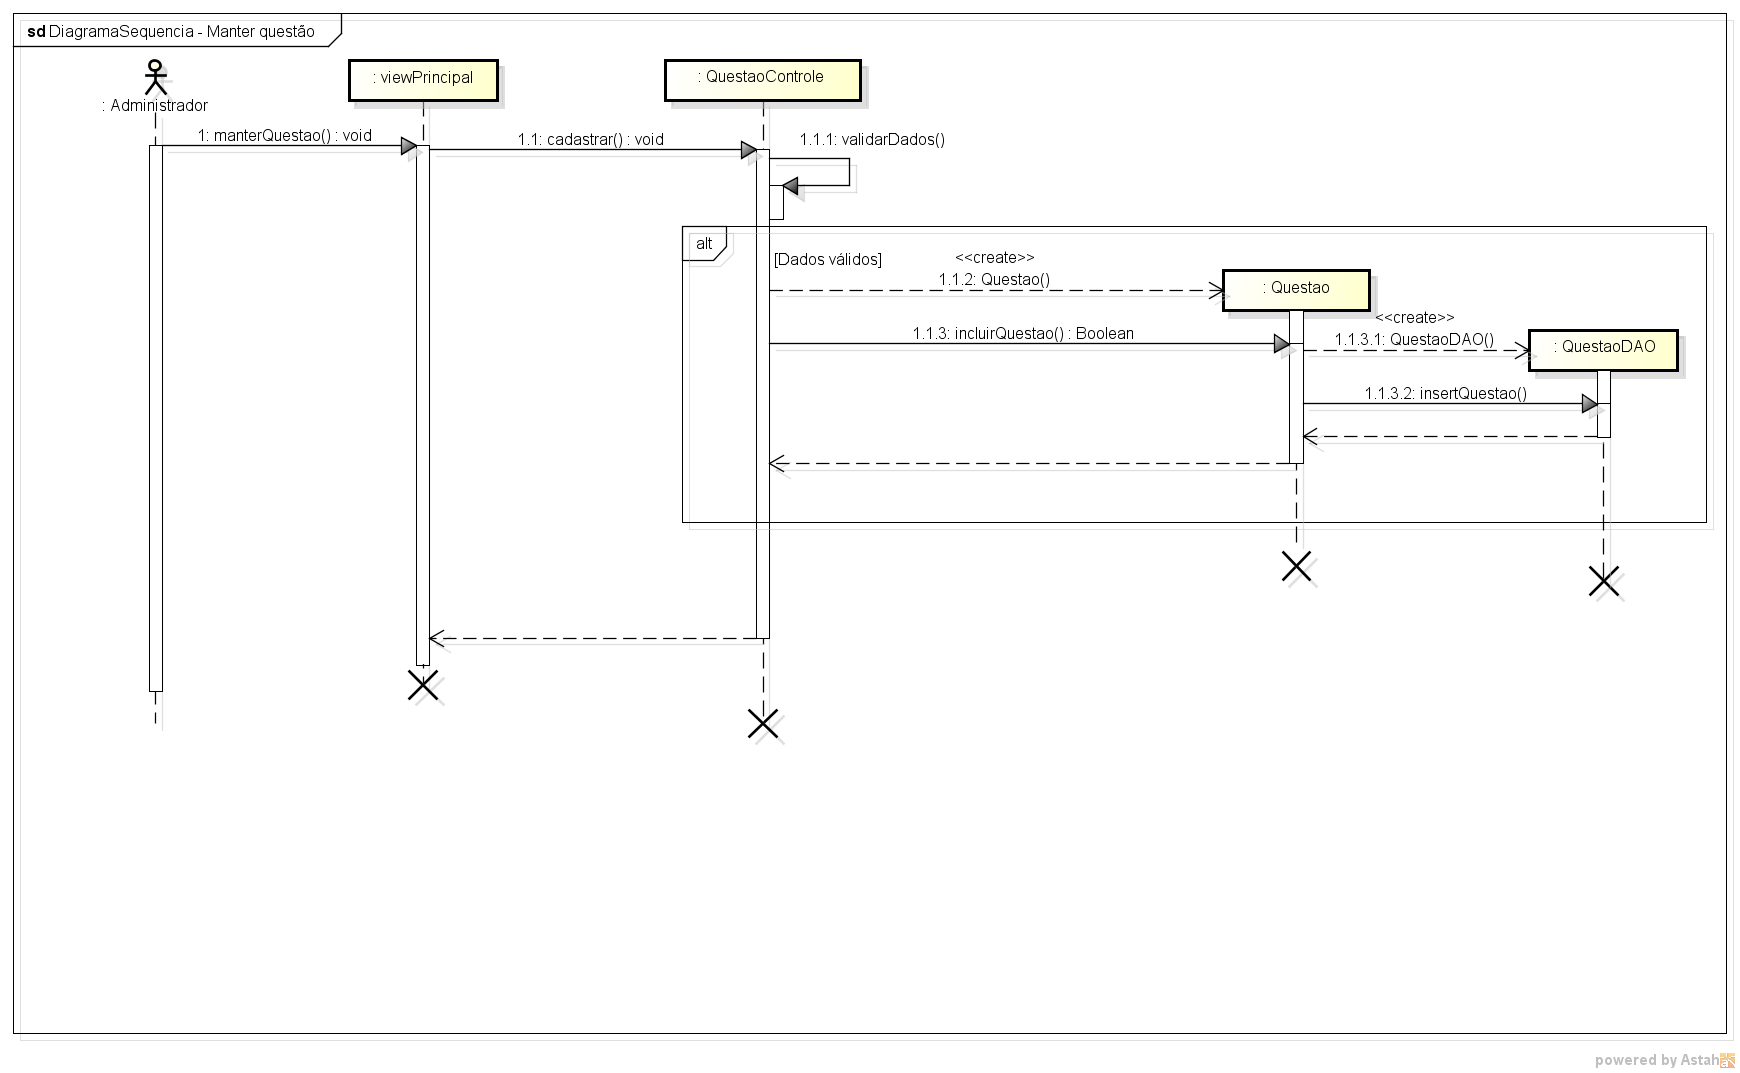 sd DiagramaSequencia - Manter questão
: Administrador
: viewPrincipal
: QuestaoControle
1: manterQuestao() : void
1.1: cadastrar() : void
1.1.1: validarDados()
alt
[Dados válidos]
<<create>>
1.1.2: Questao()
: Questao
1.1.3: incluirQuestao() : Boolean
<<create>>
1.1.3.1: QuestaoDAO()
: QuestaoDAO
1.1.3.2: insertQuestao()
powered by Astah